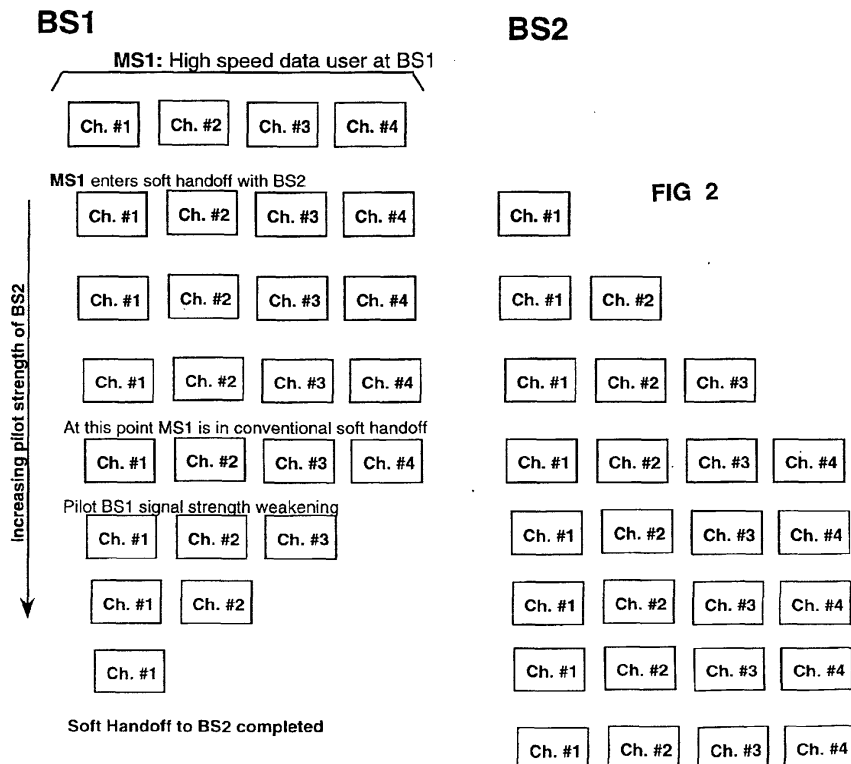 BS1
BS2
MS1: High speed data user at BS1
Ch. #1 Ch. #2 Ch. #3 Ch. #4
MS1 enters soft handoff with BS2
FIG 2
Ch. #1 Ch. #2 Ch. #3 Ch. #4 Ch. #1
Ch. #1 Ch. #2 Ch. #3 Ch. #4 Ch. #1 Ch. #2
Ch. #1 Ch. #2 Ch. #3 Ch. #4 Ch. #1 Ch. #2 Ch. #3
At this point MS1 is in conventional soft handoff
Ch. #1 Ch. #2 Ch. #3 Ch. #4 Ch. #1 Ch. #2 Ch. #3 Ch. #4
Pilot BS1 signal strength weakening
Ch. #1 Ch. #2 Ch. #3 Ch. #1 Ch. #2 Ch. #3 Ch. #4
Ch. #1 Ch. #2 Ch. #1 Ch. #2 Ch. #3 Ch. #4
Ch. #1 Ch. #1 Ch. #2 Ch. #3 Ch. #4
Soft Handoff to BS2 completed
Ch. #1 Ch. #2 Ch. #3 Ch. #4
Increasing pilot strength of BS2